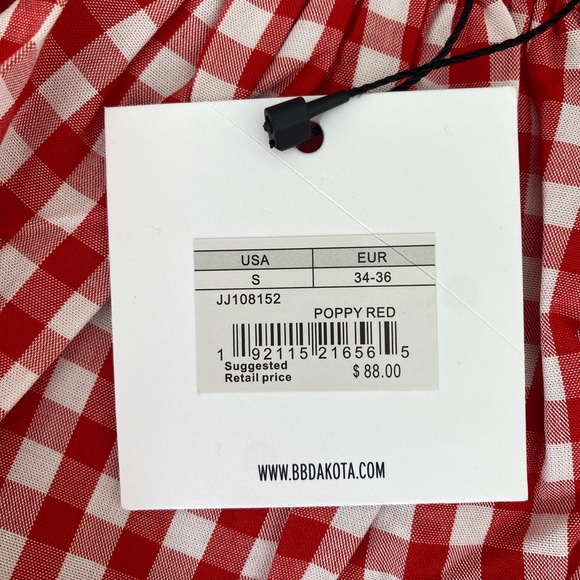 USA EUR
S 34-36
JJ108152
POPPY RED
1 92115 21656 5
Suggested
Retail price $ 88.00
WWW.BBDAKOTA.COM